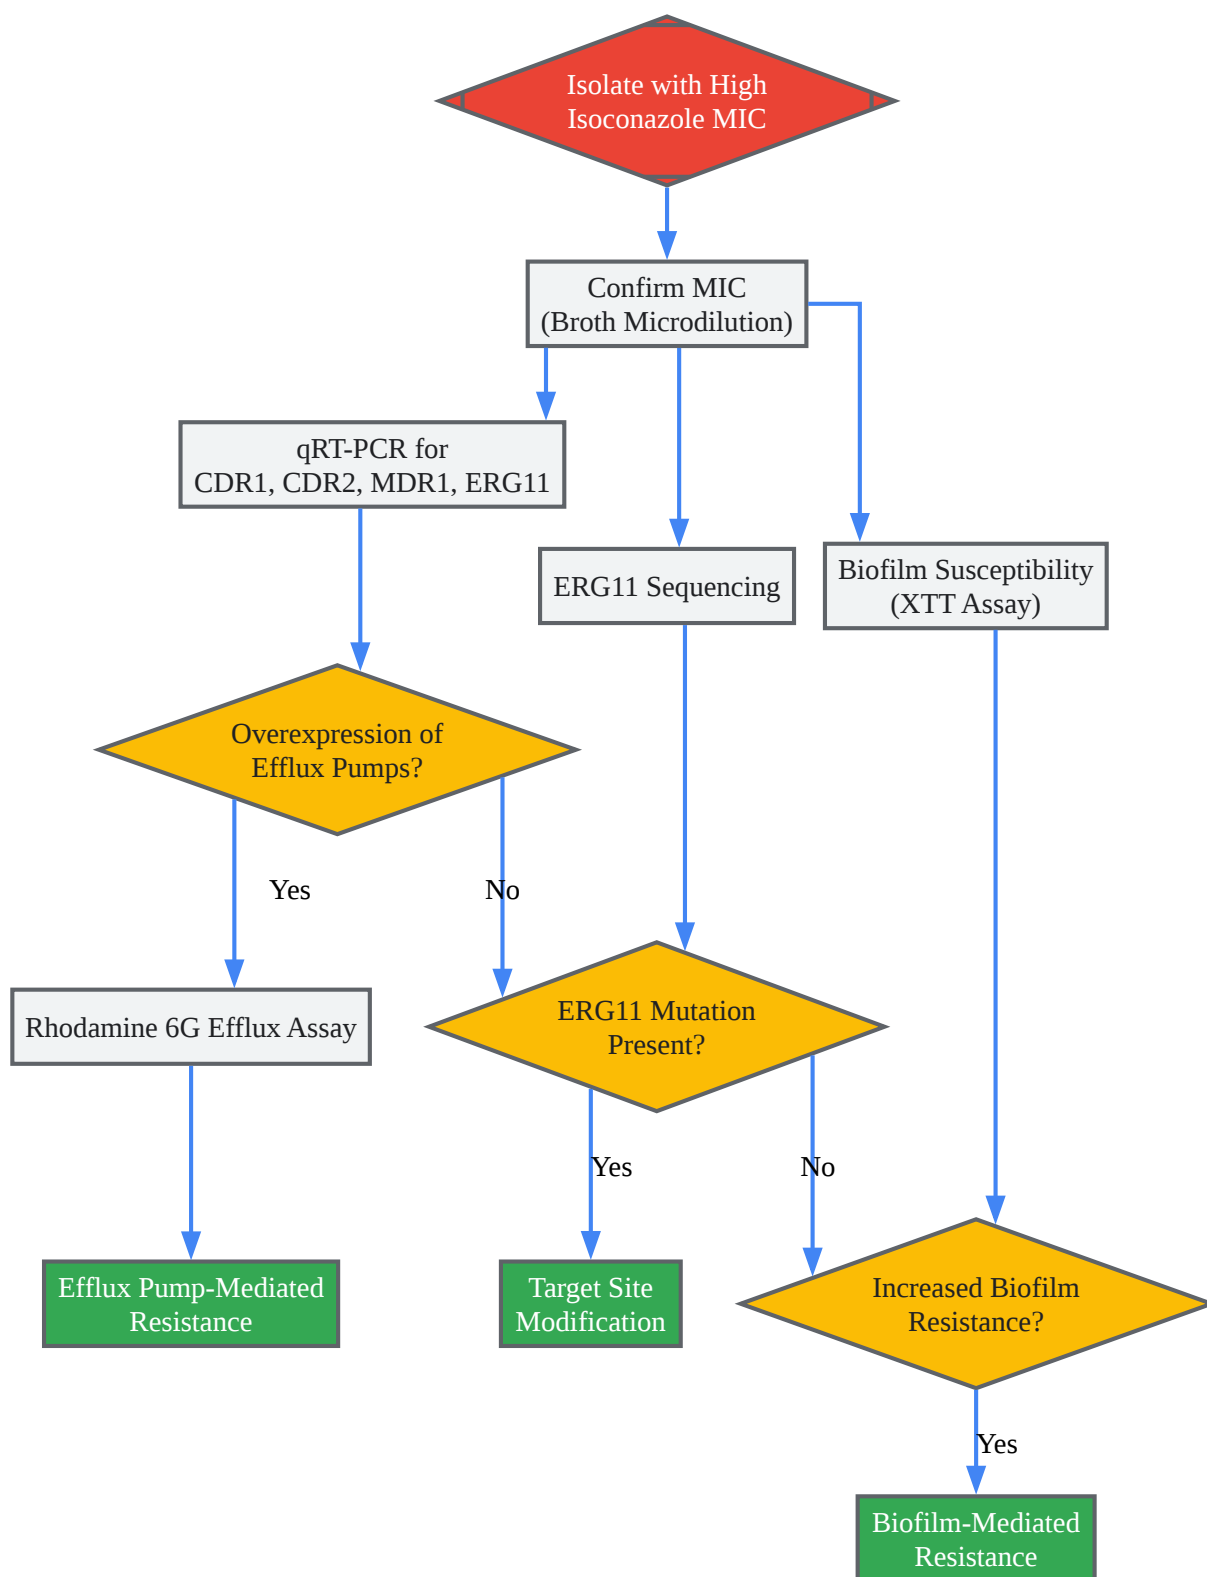 Isolate with High
Isoconazole MIC
Confirm MIC
(Broth Microdilution)
qRT-PCR for
CDR1, CDR2, MDR1, ERG11
ERG11 Sequencing
Biofilm Susceptibility
(XTT Assay)
Overexpression of
Efflux Pumps?
Yes
No
Rhodamine 6G Efflux Assay
ERG11 Mutation
Present?
Yes
No
Efflux Pump-Mediated
Resistance
Target Site
Modification
Increased Biofilm
Resistance?
Yes
Biofilm-Mediated
Resistance